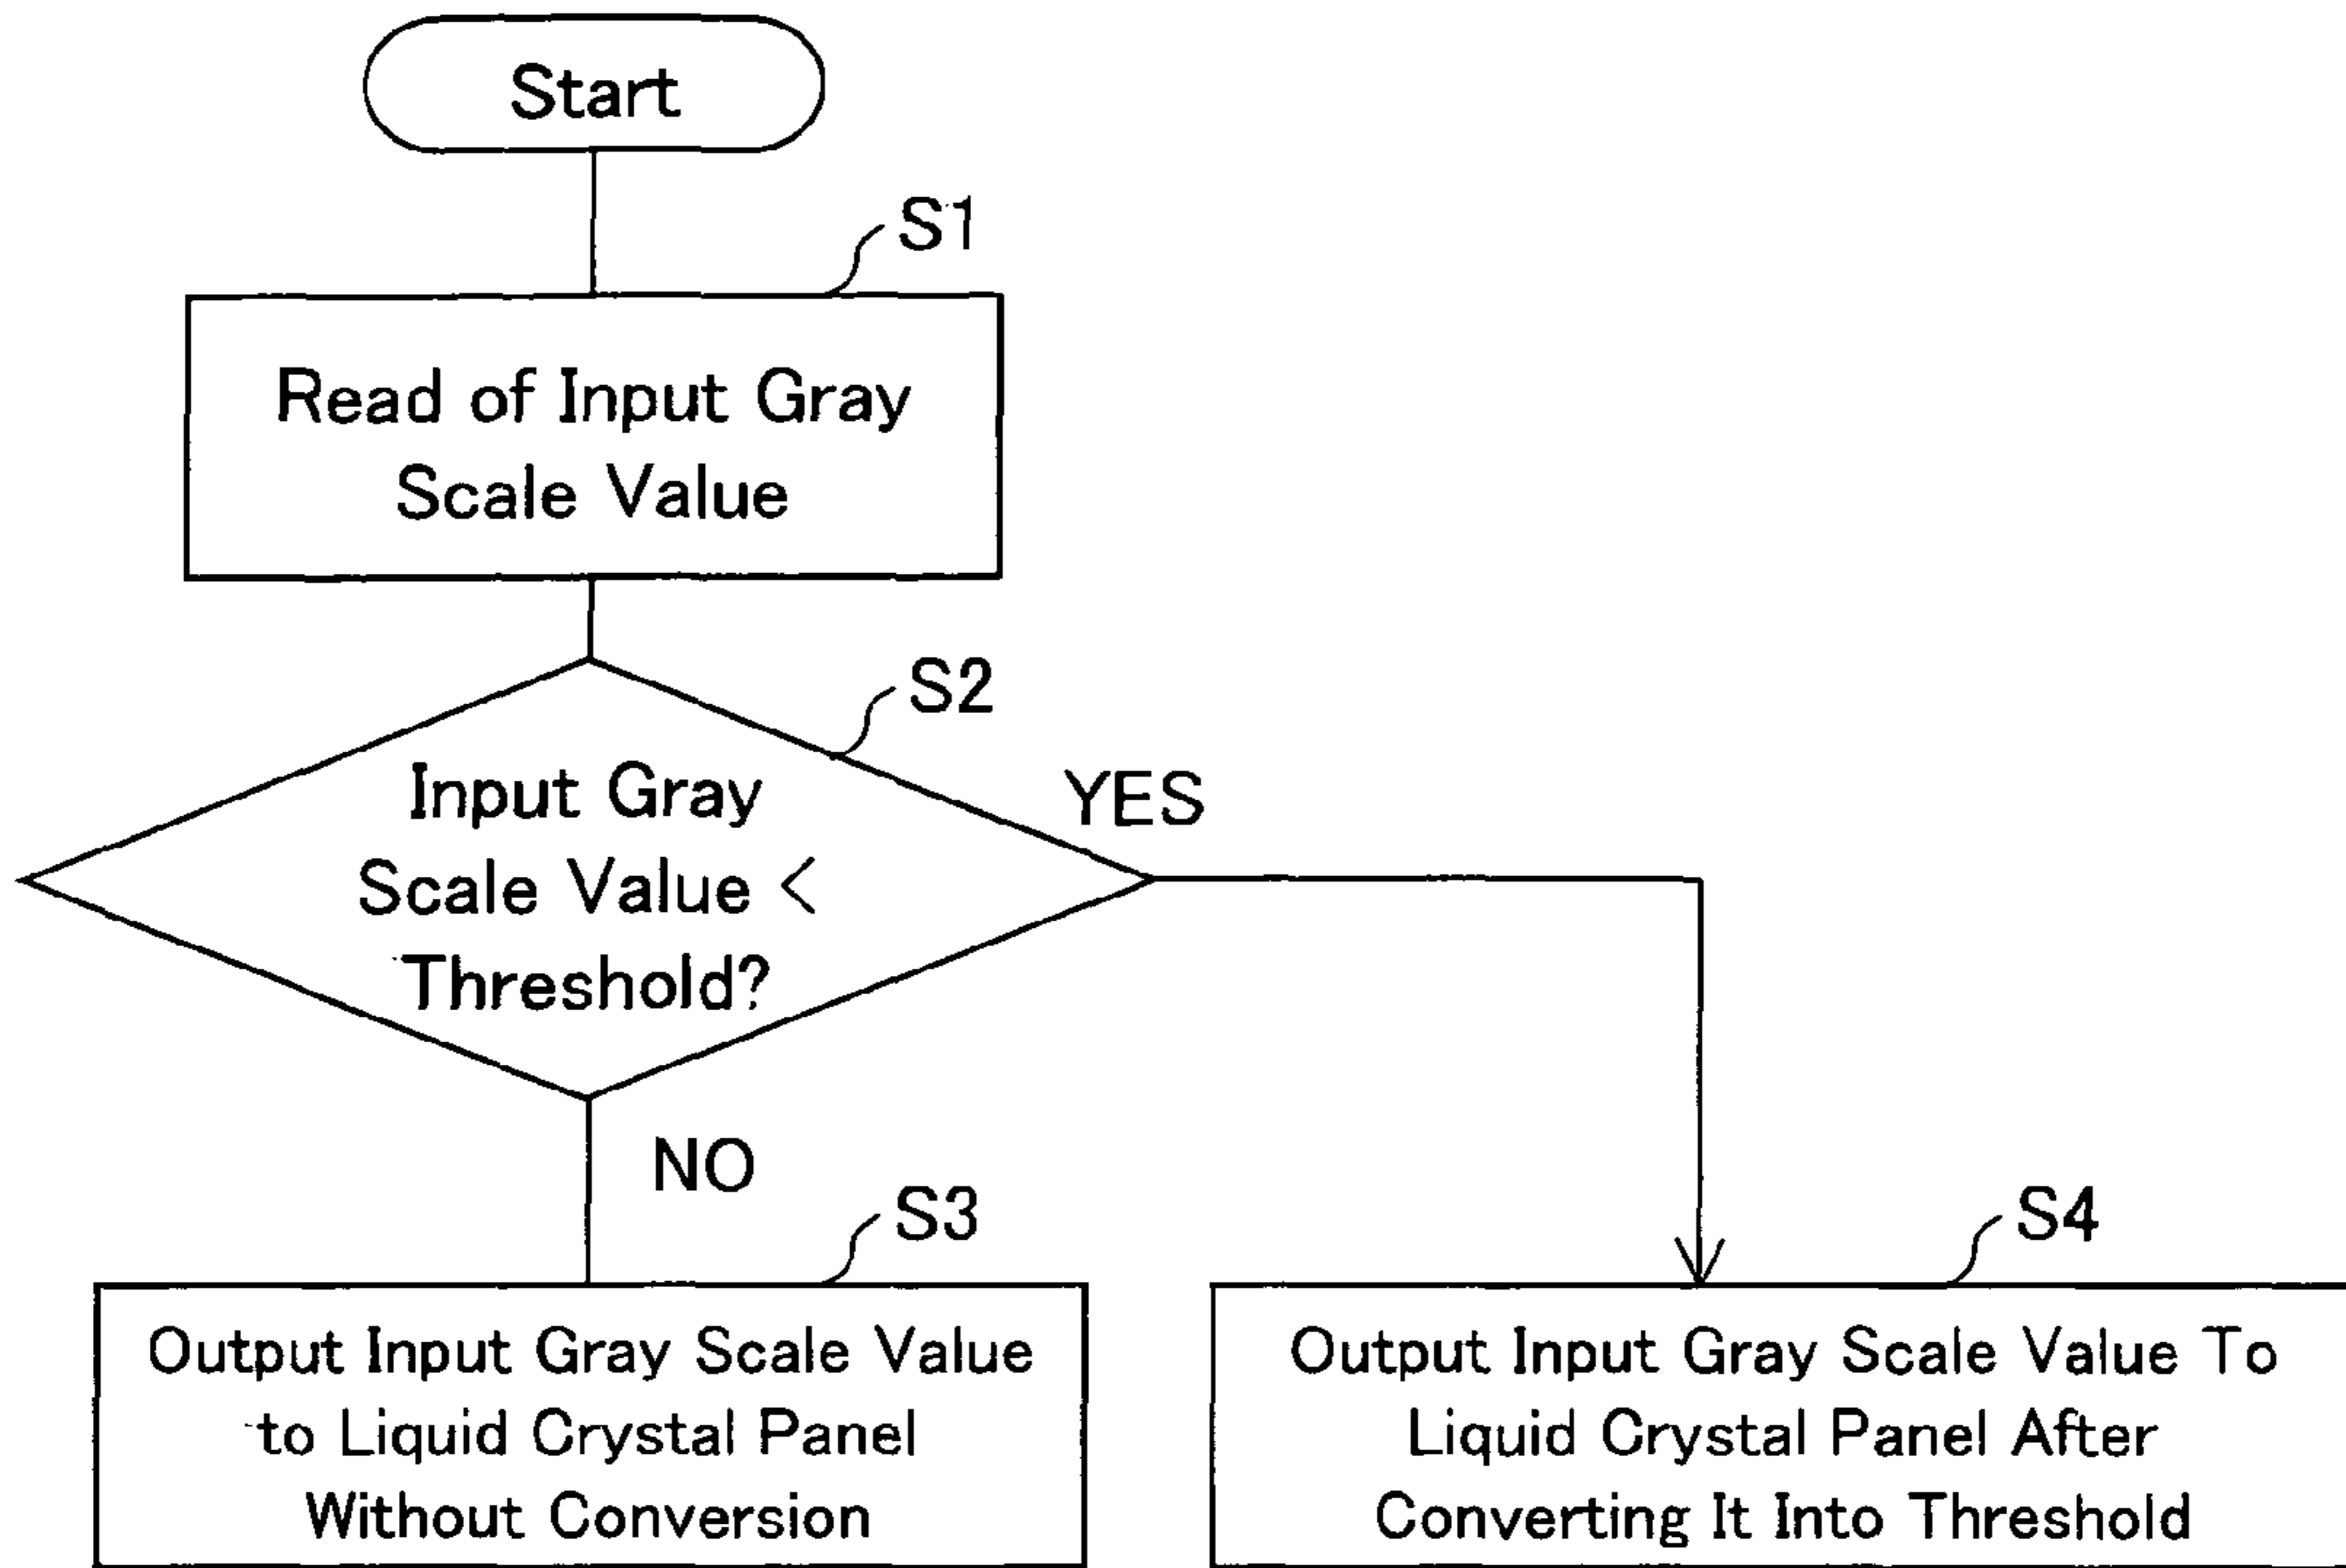 Start
S1
Read of Input Gray
Scale Value
S2
Input Gray
Scale Value <
Threshold?
YES
NO
S3
Output Input Gray Scale Value
to Liquid Crystal Panel
Without Conversion
S4
Output Input Gray Scale Value To
Liquid Crystal Panel After
Converting It Into Threshold